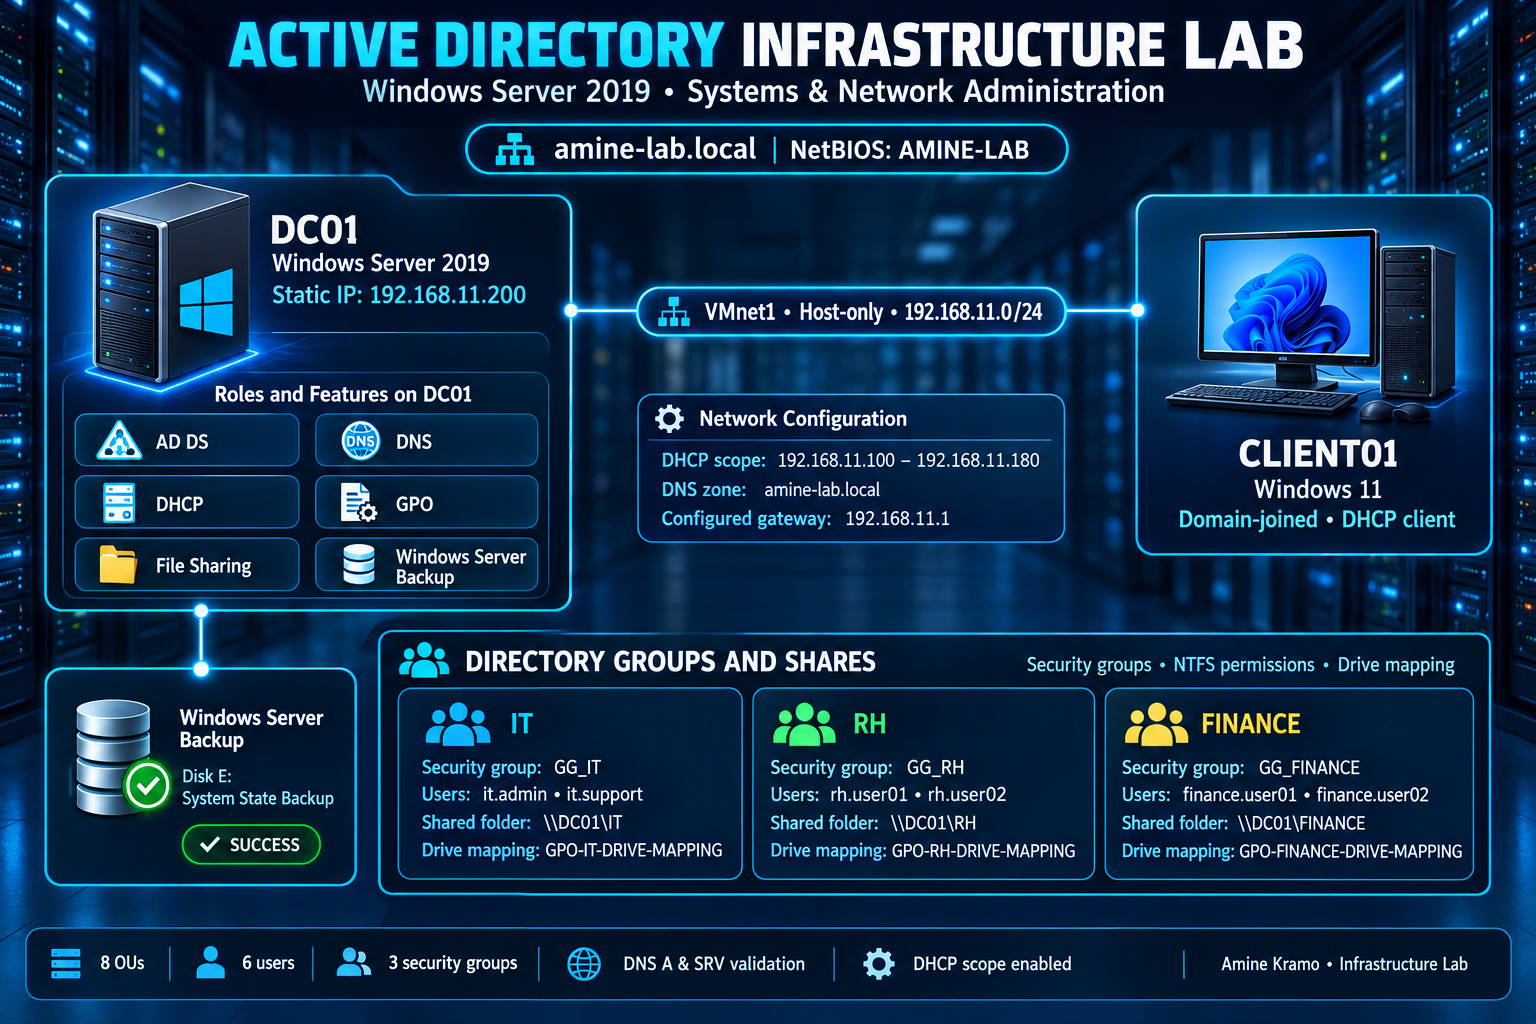 ACTIVE DIRECTORY INFRASTRUCTURE LAB
Windows Server 2019 • Systems & Network Administration
amine-lab.local | NetBIOS: AMINE-LAB
DC01
Windows Server 2019
Static IP: 192.168.11.200
Roles and Features on DC01
AD DS
DNS
DNS
DHCP
GPO
File Sharing
Windows Server
Backup
VMnet1 • Host-only • 192.168.11.0/24
Network Configuration
DHCP scope: 192.168.11.100 – 192.168.11.180
DNS zone: amine-lab.local
Configured gateway: 192.168.11.1
CLIENT01
Windows 11
Domain-joined • DHCP client
Windows Server
Backup
Disk E:
System State Backup
SUCCESS
DIRECTORY GROUPS AND SHARES
Security groups • NTFS permissions • Drive mapping
IT
Security group: GG_IT
Users: it.admin • it.support
Shared folder: \\DC01\IT
Drive mapping: GPO-IT-DRIVE-MAPPING
RH
Security group: GG_RH
Users: rh.user01 • rh.user02
Shared folder: \\DC01\RH
Drive mapping: GPO-RH-DRIVE-MAPPING
FINANCE
Security group: GG_FINANCE
Users: finance.user01 • finance.user02
Shared folder: \\DC01\FINANCE
Drive mapping: GPO-FINANCE-DRIVE-MAPPING
8 OUs
6 users
3 security groups
DNS A & SRV validation
DHCP scope enabled
Amine Kramo • Infrastructure Lab